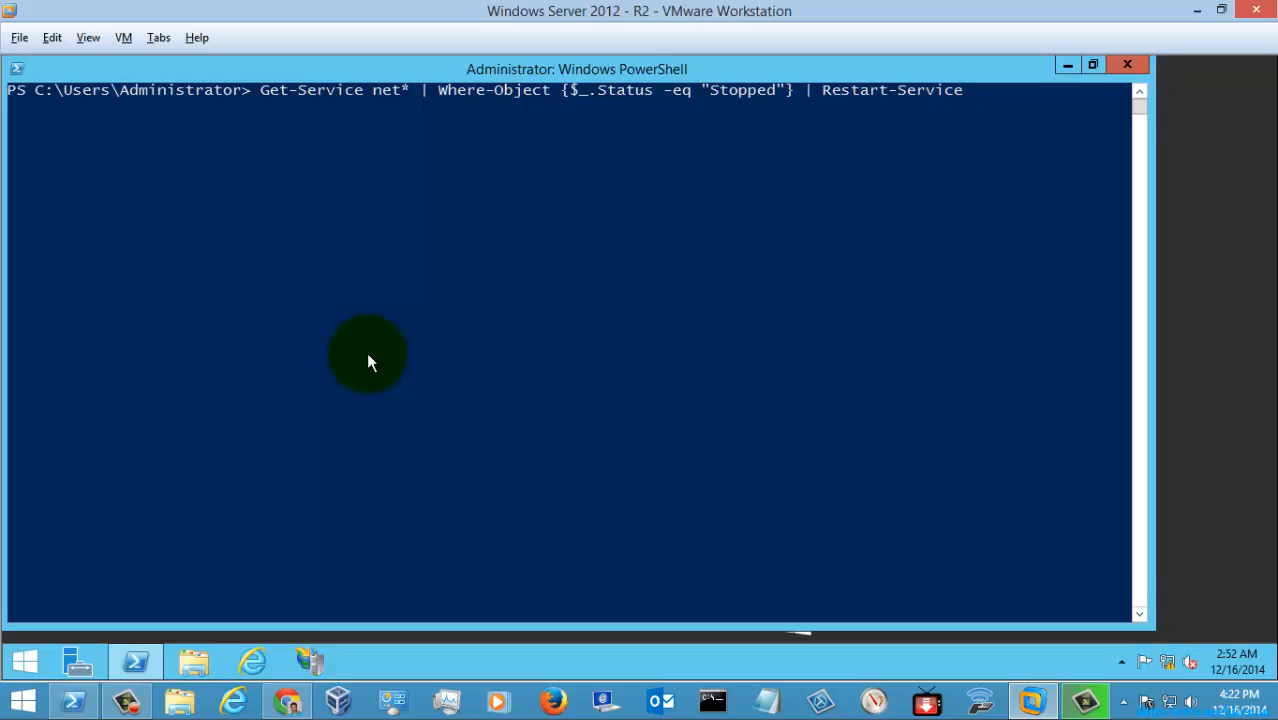 Windows Server 2012 - R2 - VMware Workstation
File Edit View VM Tabs Help
Administrator: Windows PowerShell
PS C:\Users\Administrator> Get-Service net* | Where-Object {$_.Status -eq "Stopped"} | Restart-Service
2:52 AM
12/16/2014
4:22 PM
12/16/2014